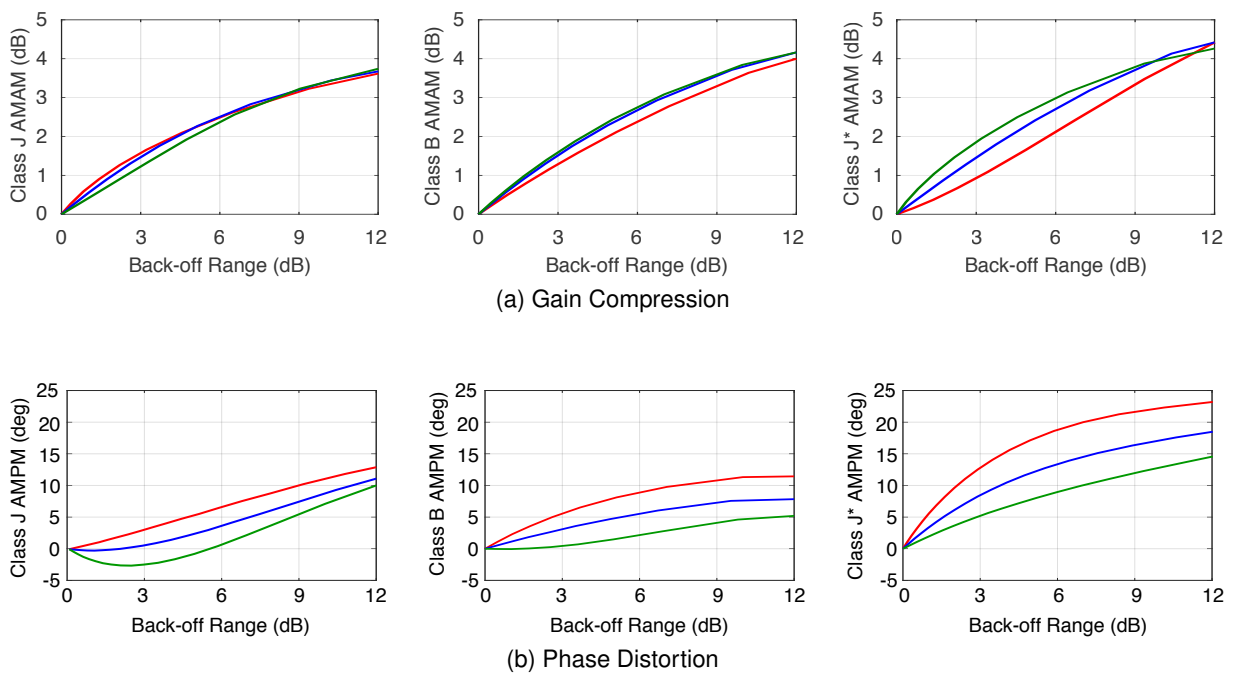 Class J AMAM (dB)
5
4
3
2
1
0
0 3 6 9 12
Back-off Range (dB)
Class B AMAM (dB)
5
4
3
2
1
0
0 3 6 9 12
Back-off Range (dB)
Class J* AMAM (dB)
5
4
3
2
1
0
0 3 6 9 12
Back-off Range (dB)
(a) Gain Compression
Class J AMPM (deg)
25
20
15
10
5
0
-5
0 3 6 9 12
Back-off Range (dB)
Class B AMPM (deg)
25
20
15
10
5
0
-5
0 3 6 9 12
Back-off Range (dB)
Class J* AMPM (deg)
25
20
15
10
5
0
-5
0 3 6 9 12
Back-off Range (dB)
(b) Phase Distortion